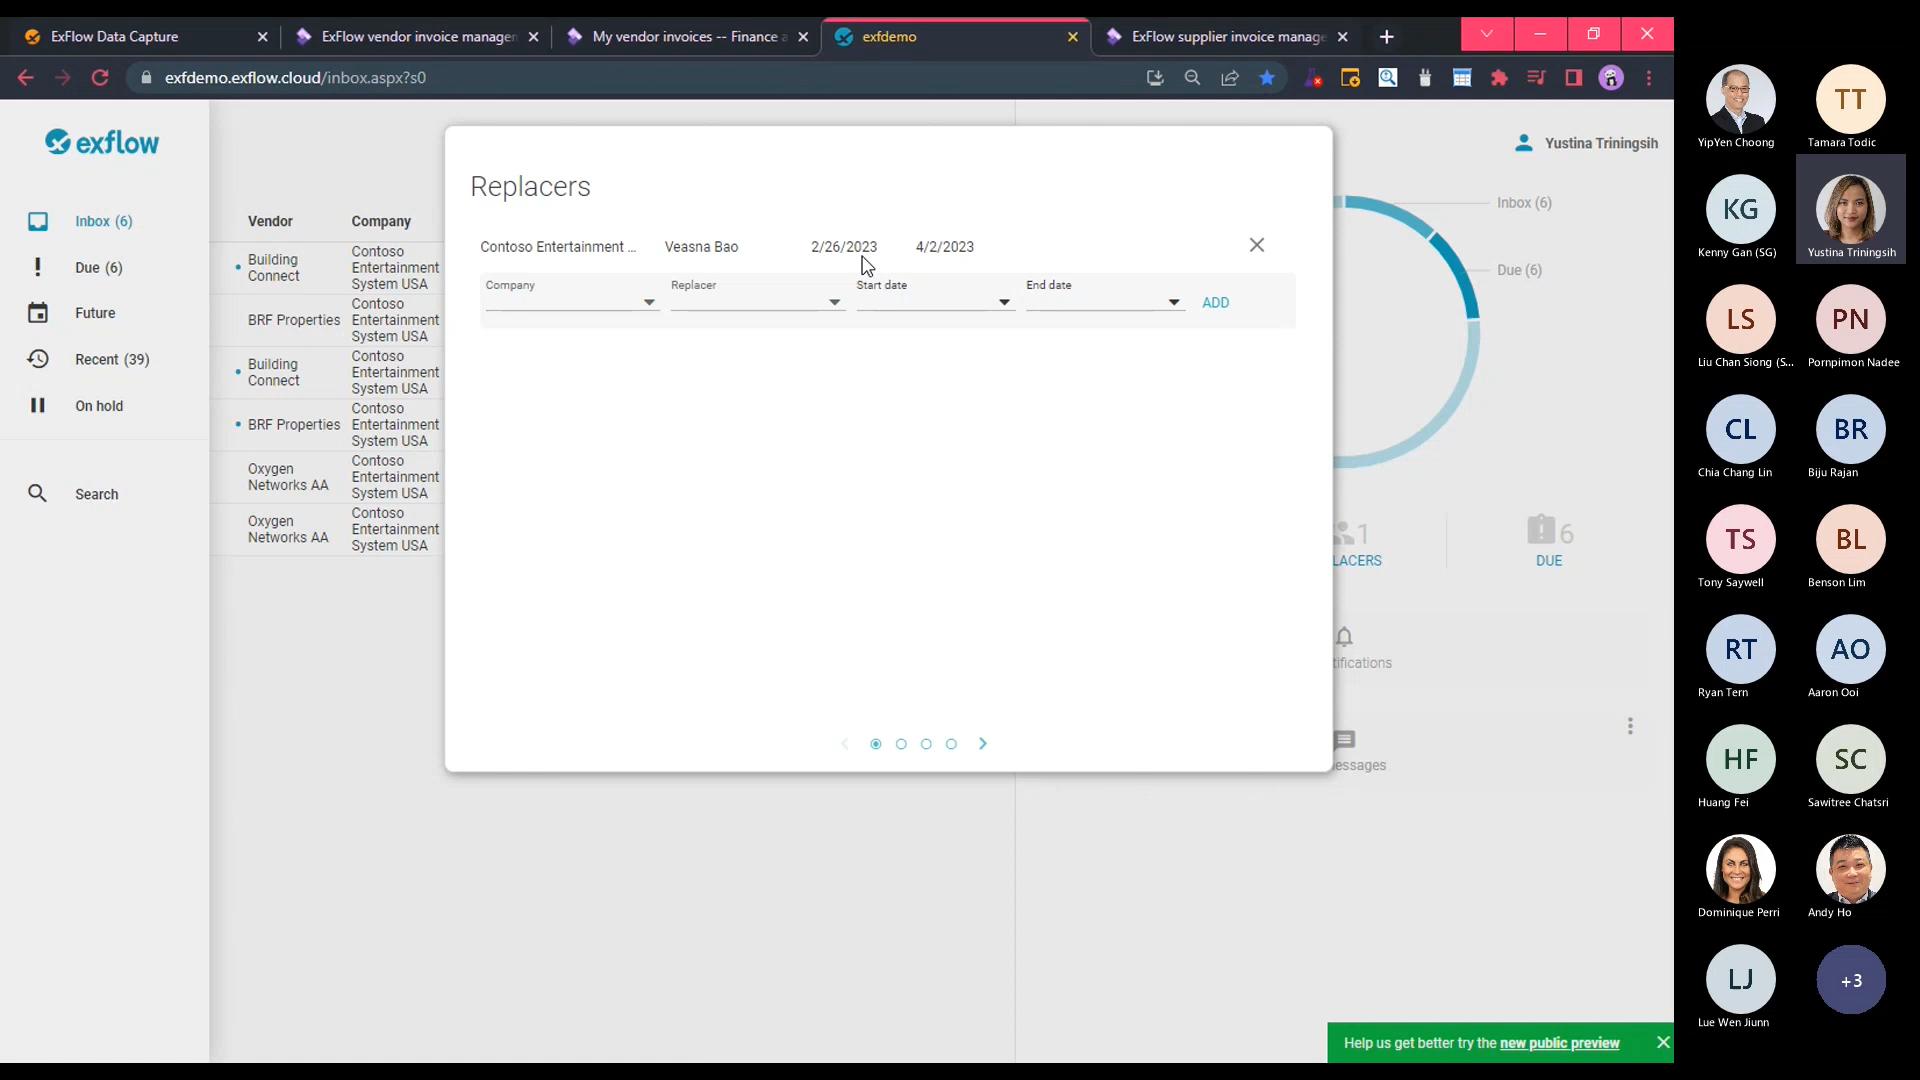 ExFlow Data Capture
ExFlow vendor invoice managem
My vendor invoices -- Finance a
exfdemo
ExFlow supplier invoice manage
exfdemo.exflow.cloud/inbox.aspx?s0
exflow
Yustina Triningsih
Inbox (6)
Due (6)
Future
Recent (39)
On hold
Search
Vendor
Company
Building
Connect
Contoso
Entertainment
System USA
BRF Properties
Contoso
Entertainment
System USA
Building
Connect
Contoso
Entertainment
System USA
BRF Properties
Contoso
Entertainment
System USA
Oxygen
Networks AA
Contoso
Entertainment
System USA
Oxygen
Networks AA
Contoso
Entertainment
System USA
Replacers
Contoso Entertainment ...
Veasna Bao
2/26/2023
4/2/2023
Company
Replacer
Start date
End date
ADD
Inbox (6)
Due (6)
1
LACERS
6
DUE
tifications
essages
Help us get better try the new public preview
YipYen Choong
TT
Tamara Todic
KG
Kenny Gan (SG)
Yustina Triningsih
LS
Liu Chan Siong (S...
PN
Pornpimon Nadee
CL
Chia Chang Lin
BR
Biju Rajan
TS
Tony Saywell
BL
Benson Lim
RT
Ryan Tern
AO
Aaron Ooi
HF
Huang Fei
SC
Sawitree Chatsri
Dominique Perri
Andy Ho
LJ
Lue Wen Jiunn
+3